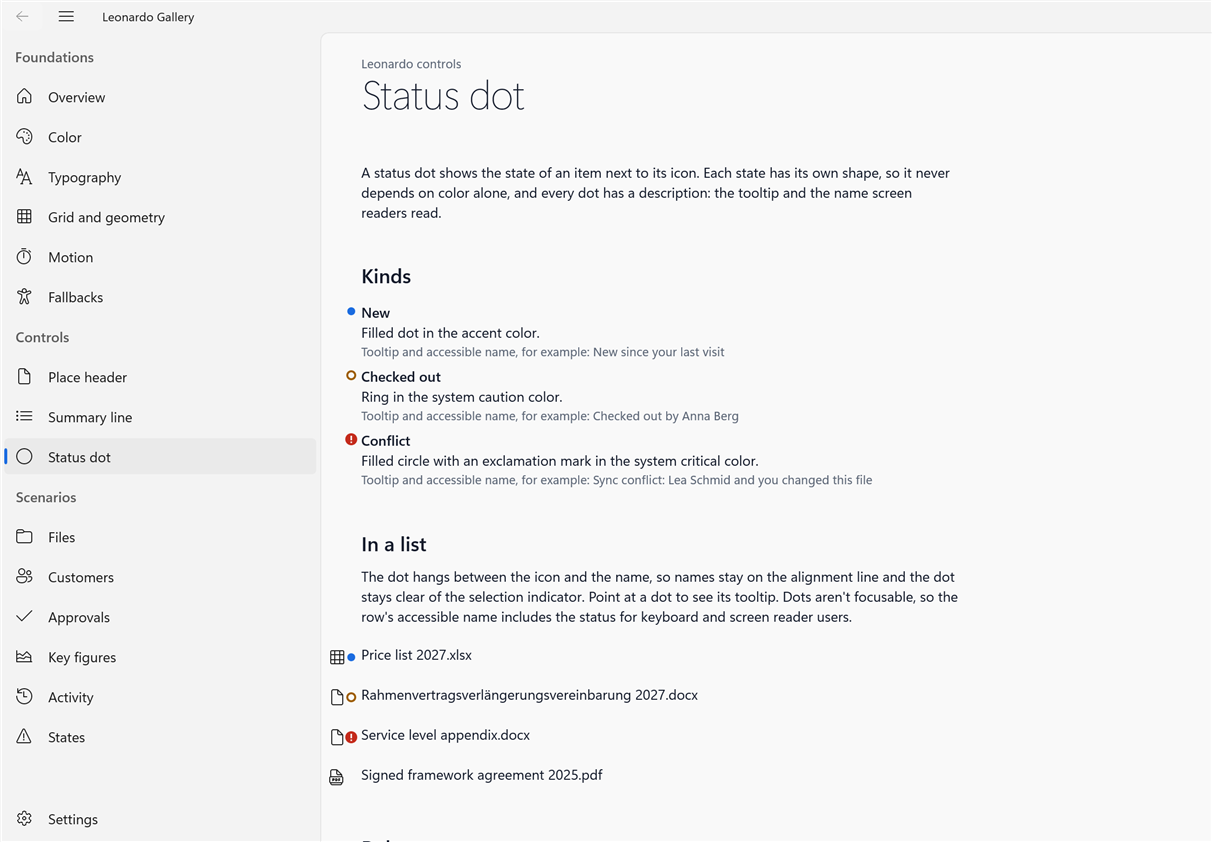 Leonardo Gallery
Foundations
Overview
Color
Typography
Grid and geometry
Motion
Fallbacks
Controls
Place header
Summary line
Status dot
Scenarios
Files
Customers
Approvals
Key figures
Activity
States
Settings
Leonardo controls
Status dot
A status dot shows the state of an item next to its icon. Each state has its own shape, so it never
depends on color alone, and every dot has a description: the tooltip and the name screen
readers read.
Kinds
New
Filled dot in the accent color.
Tooltip and accessible name, for example: New since your last visit
Checked out
Ring in the system caution color.
Tooltip and accessible name, for example: Checked out by Anna Berg
Conflict
Filled circle with an exclamation mark in the system critical color.
Tooltip and accessible name, for example: Sync conflict: Lea Schmid and you changed this file
In a list
The dot hangs between the icon and the name, so names stay on the alignment line and the dot
stays clear of the selection indicator. Point at a dot to see its tooltip. Dots aren't focusable, so the
row's accessible name includes the status for keyboard and screen reader users.
Price list 2027.xlsx
Rahmenvertragsverlängerungsvereinbarung 2027.docx
Service level appendix.docx
Signed framework agreement 2025.pdf